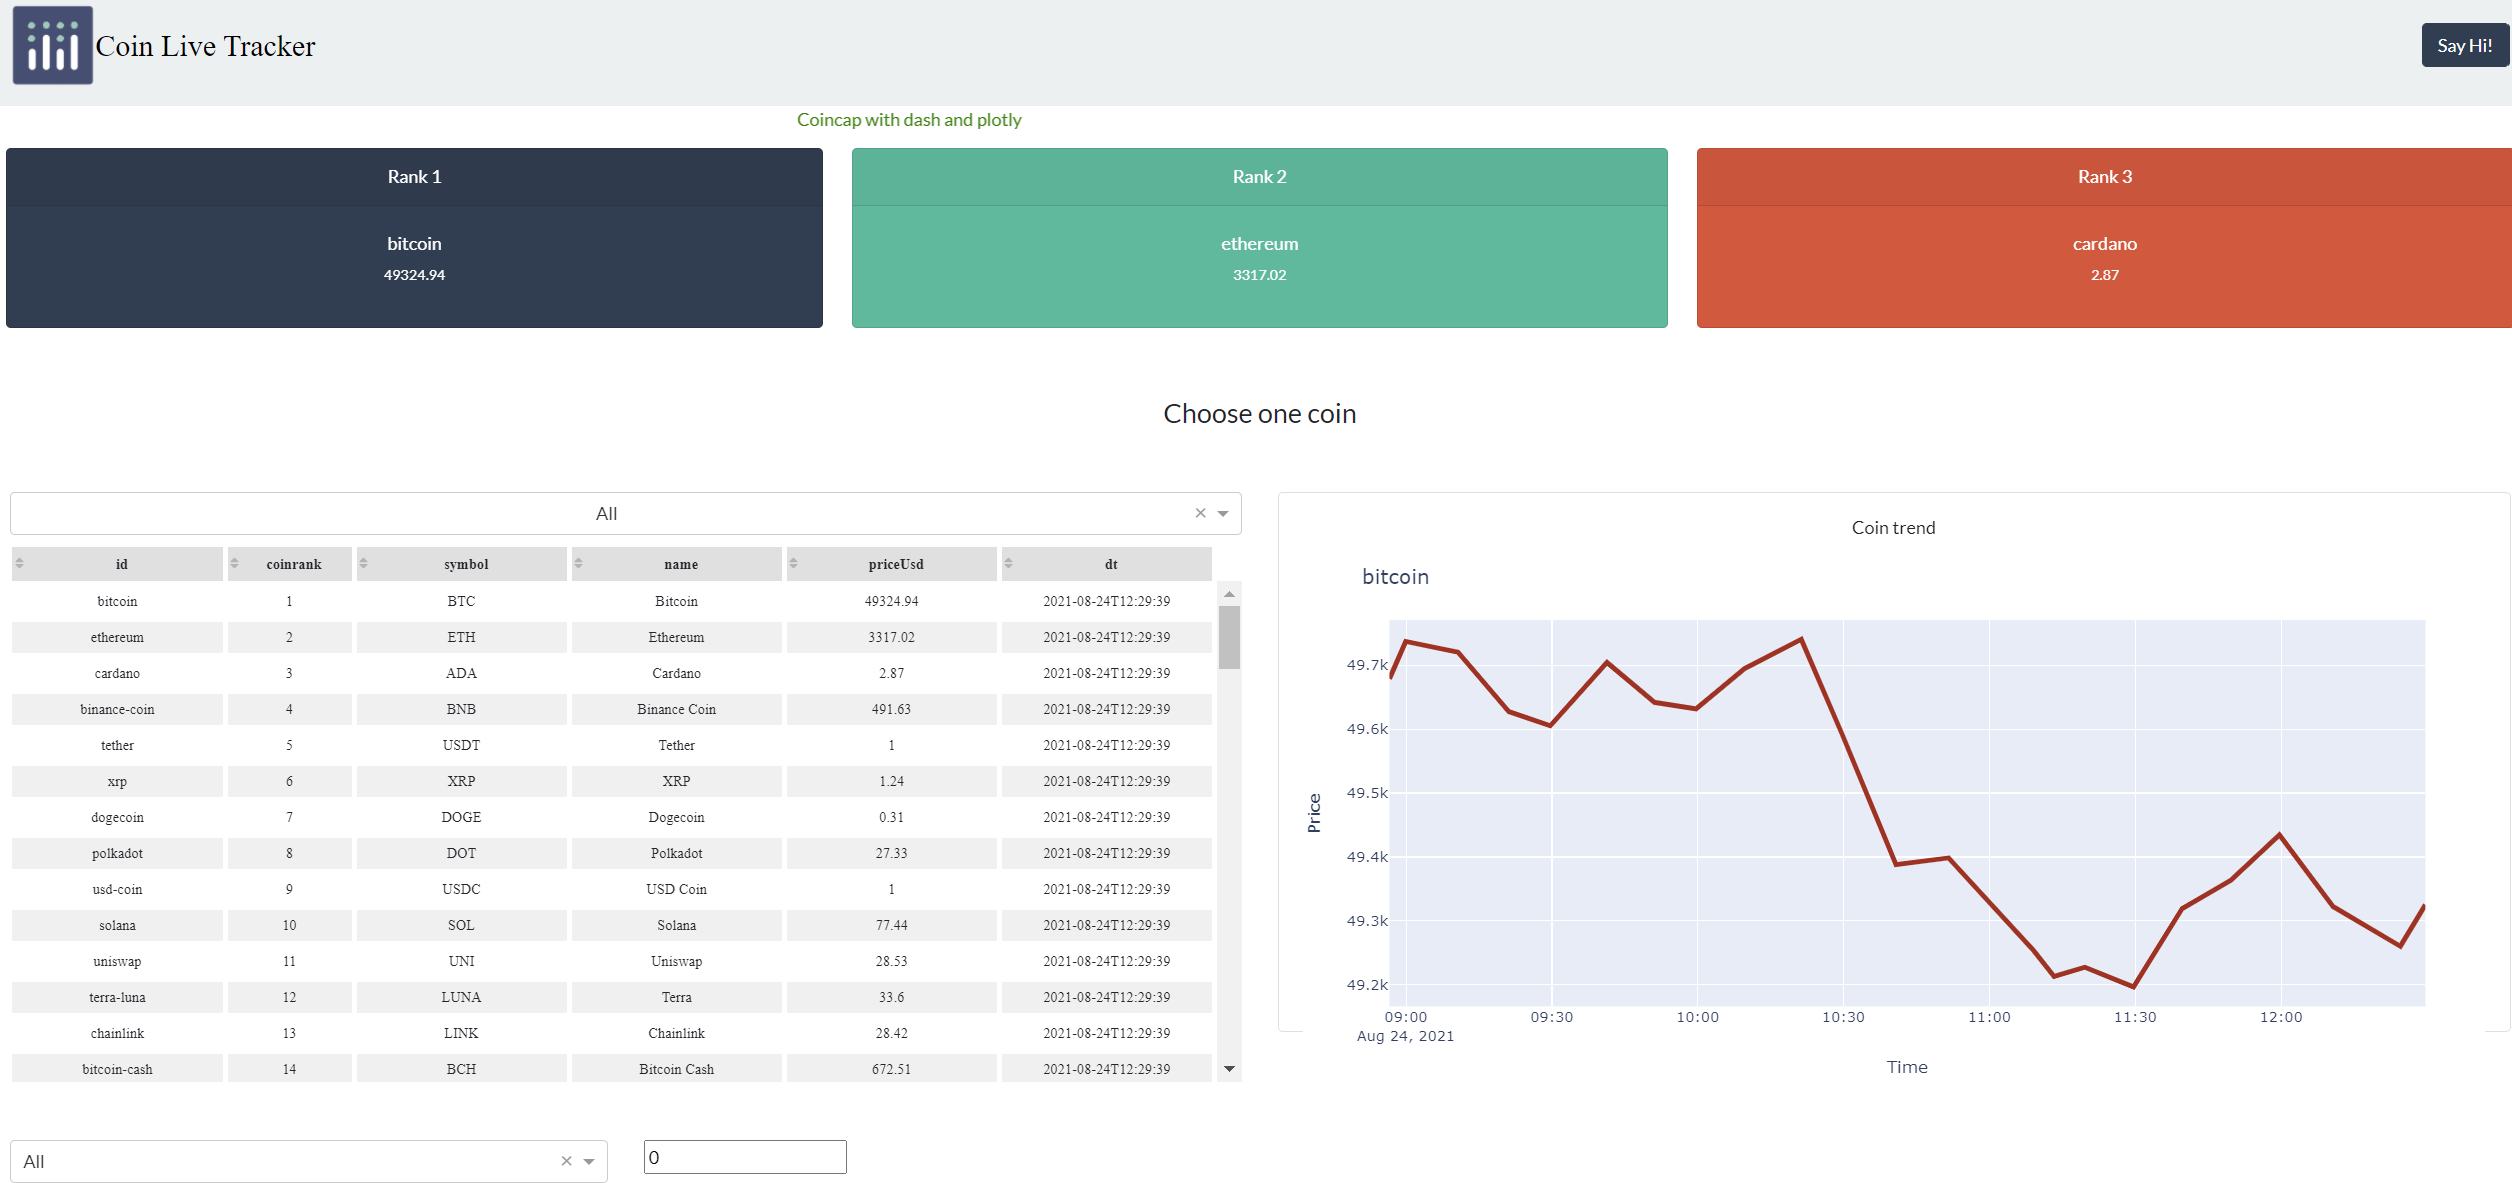 Coin Live Tracker
Say Hi!
Coincap with dash and plotly
Rank 1
bitcoin
49324.94
Rank 2
ethereum
3317.02
Rank 3
cardano
2.87
Choose one coin
All
id coinrank symbol name priceUsd dt
bitcoin 1 BTC Bitcoin 49324.94 2021-08-24T12:29:39
ethereum 2 ETH Ethereum 3317.02 2021-08-24T12:29:39
cardano 3 ADA Cardano 2.87 2021-08-24T12:29:39
binance-coin 4 BNB Binance Coin 491.63 2021-08-24T12:29:39
tether 5 USDT Tether 1 2021-08-24T12:29:39
xrp 6 XRP XRP 1.24 2021-08-24T12:29:39
dogecoin 7 DOGE Dogecoin 0.31 2021-08-24T12:29:39
polkadot 8 DOT Polkadot 27.33 2021-08-24T12:29:39
usd-coin 9 USDC USD Coin 1 2021-08-24T12:29:39
solana 10 SOL Solana 77.44 2021-08-24T12:29:39
uniswap 11 UNI Uniswap 28.53 2021-08-24T12:29:39
terra-luna 12 LUNA Terra 33.6 2021-08-24T12:29:39
chainlink 13 LINK Chainlink 28.42 2021-08-24T12:29:39
bitcoin-cash 14 BCH Bitcoin Cash 672.51 2021-08-24T12:29:39
Coin trend
bitcoin
49.7k
49.6k
49.5k
49.4k
49.3k
49.2k
Price
09:00 09:30 10:00 10:30 11:00 11:30 12:00
Aug 24, 2021
Time
All
0